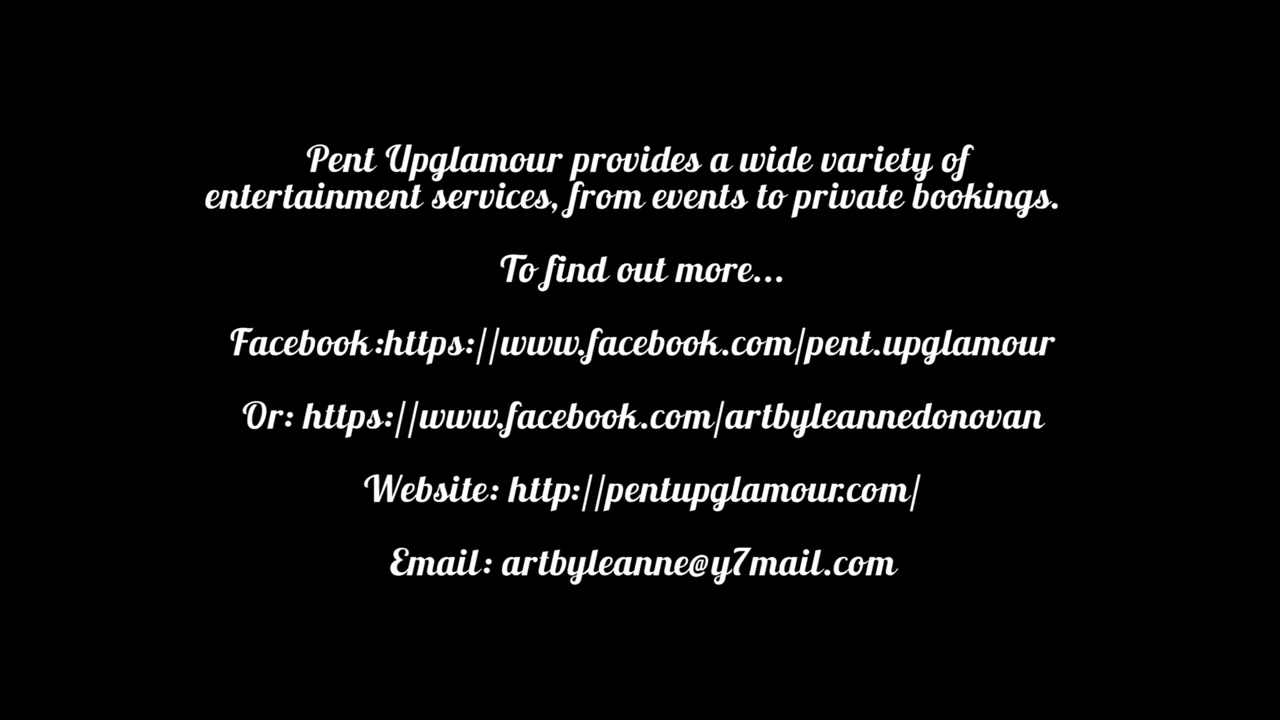 Pent Upglamour provides a wide variety of
entertainment services, from events to private bookings.
To find out more...
Facebook:https://www.facebook.com/pent.upglamour
Or: https://www.facebook.com/artbyleannedonovan
Website: http://pentupglamour.com/
Email: artbyleanne@y7mail.com